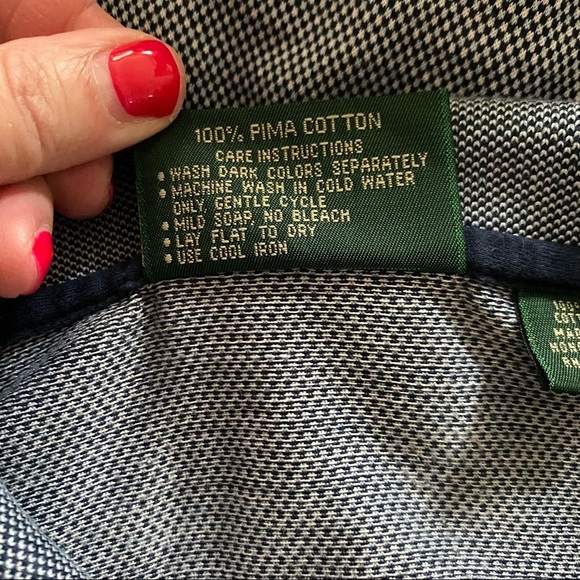 100% PIMA COTTON
CARE INSTRUCTIONS
• WASH DARK COLORS SEPARATELY
• MACHINE WASH IN COLD WATER
ONLY GENTLE CYCLE
• MILD SOAP, NO BLEACH
• LAY FLAT TO DRY
• USE COOL IRON